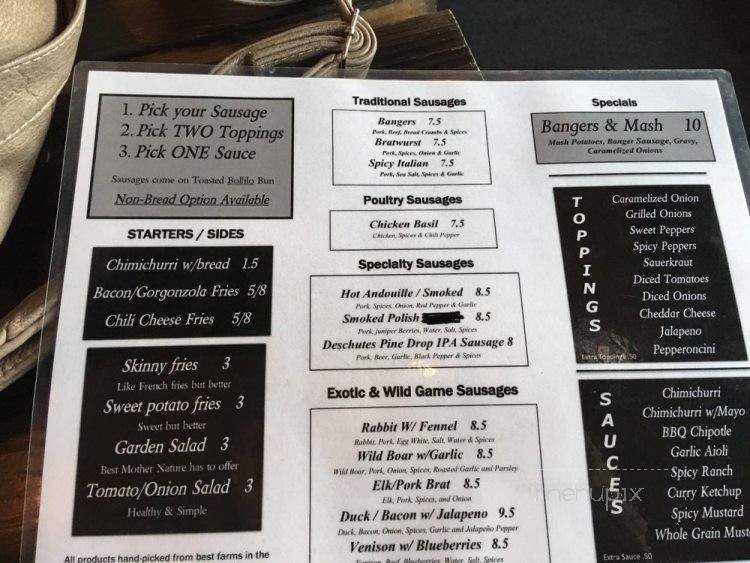 1. Pick your Sausage
2. Pick TWO Toppings
3. Pick ONE Sauce
Sausages come on Toasted Bollilo Bun
Non-Bread Option Available
STARTERS / SIDES
Chimichurri w/bread 1.5
Bacon/Gorgonzola Fries 5/8
Chili Cheese Fries 5/8
Skinny fries 3
Like French fries but better
Sweet potato fries 3
Sweet but better
Garden Salad 3
Best Mother Nature has to offer
Tomato/Onion Salad 3
Healthy & Simple
All products hand-picked from best farms in the
Traditional Sausages
Bangers 7.5
Pork, Beef, Bread Crumbs & Spices
Bratwurst 7.5
Pork, Spices, Onion & Garlic
Spicy Italian 7.5
Pork, Sea Salt, Spices & Garlic
Poultry Sausages
Chicken Basil 7.5
Chicken, Spices & Chili Pepper
Specialty Sausages
Hot Andouille / Smoked 8.5
Pork, Spices, Onion, Red Pepper & Garlic
Smoked Polish 8.5
Pork, Juniper Berries, Water, Salt, Spices
Deschutes Pine Drop IPA Sausage 8
Pork, Beer, Garlic, Black Pepper & Spices
Exotic & Wild Game Sausages
Rabbit W/ Fennel 8.5
Rabbit, Pork, Egg White, Salt, Water & Spices
Wild Boar w/Garlic 8.5
Wild Boar, Pork, Onion, Spices, Roasted Garlic and Parsley
Elk/Pork Brat 8.5
Elk, Pork, Spices, and Onion
Duck / Bacon w/ Jalapeno 9.5
Duck, Bacon, Onion, Spices, Garlic and Jalapeño Pepper
Venison w/ Blueberries 8.5
Venison, Beef, Blueberries, Water, Salt, Spices
Specials
Bangers & Mash 10
Mash Potatoes, Banger Sausage, Gravy,
Caramelized Onions
TOPPINGS
Caramelized Onion
Grilled Onions
Sweet Peppers
Spicy Peppers
Sauerkraut
Diced Tomatoes
Diced Onions
Cheddar Cheese
Jalapeno
Pepperoncini
Extra Toppings .50
SAUCES
Chimichurri
Chimichurri w/Mayo
BBQ Chipotle
Garlic Aioli
Spicy Ranch
Curry Ketchup
Spicy Mustard
Whole Grain Must
Extra Sauce .50
menupix